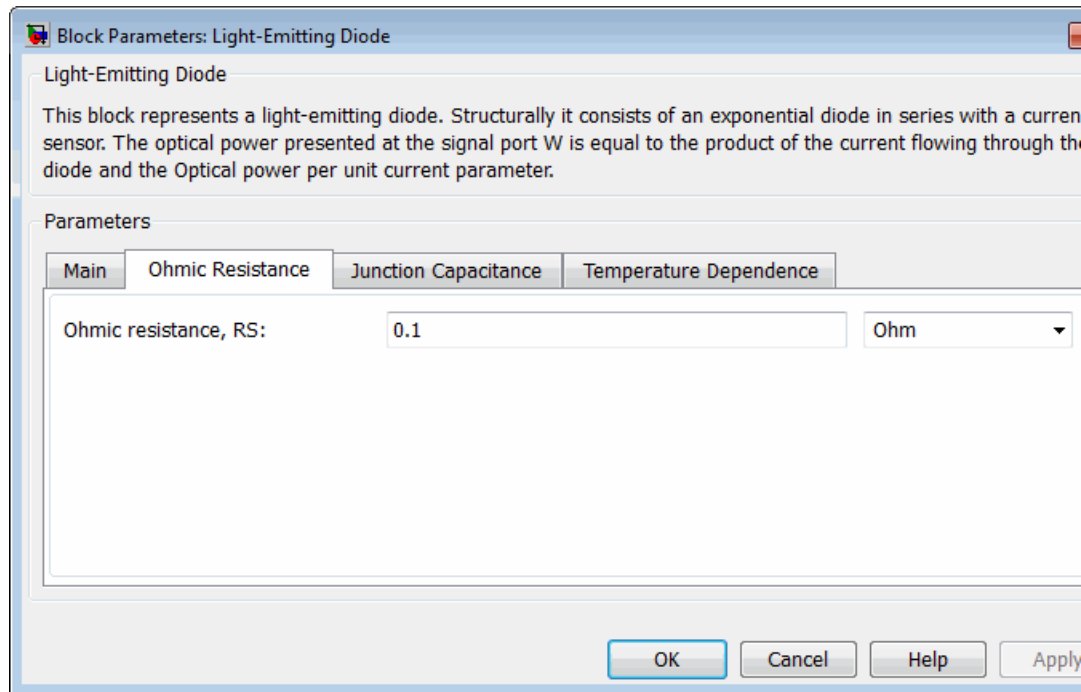 Block Parameters: Light-Emitting Diode
Light-Emitting Diode
This block represents a light-emitting diode. Structurally it consists of an exponential diode in series with a curren
sensor. The optical power presented at the signal port W is equal to the product of the current flowing through the
diode and the Optical power per unit current parameter.
Parameters
Main Ohmic Resistance Junction Capacitance Temperature Dependence
Ohmic resistance, RS: 0.1 Ohm
OK Cancel Help Apply